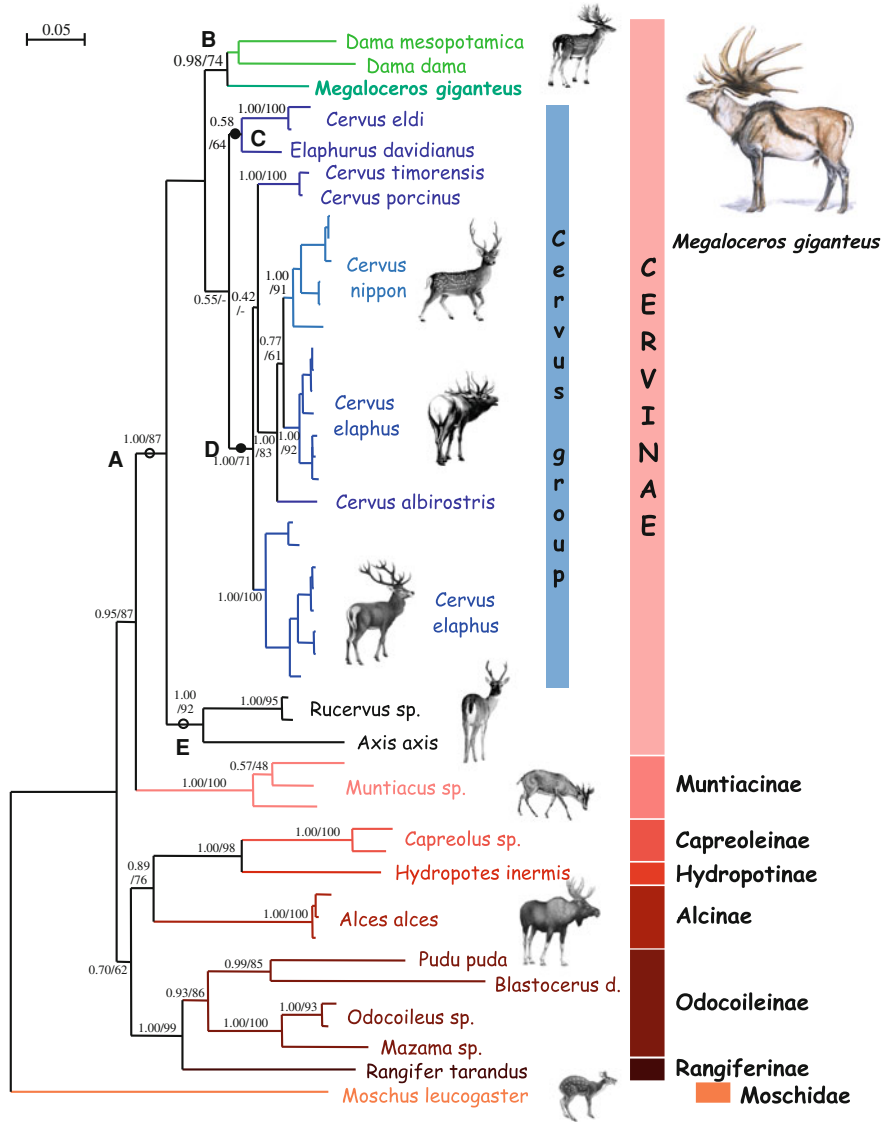 0.05
B
0.98/74
Dama mesopotamica
Dama dama
Megaloceros giganteus
1.00/100
Cervus eldi
0.58
/64
C
Elaphurus davidianus
1.00/100
Cervus timorensis
Cervus porcinus
Megaloceros giganteus
1.00
/91
Cervus
nippon
0.55/-
0.42
/-
0.77
/61
Cervus
elaphus
A
1.00/87
D
1.00/71
1.00
/83
1.00
/92
Cervus albirostris
1.00/100
Cervus
elaphus
Cervus group
CERVINAE
0.95/87
1.00
/92
1.00/95
Rucervus sp.
E
Axis axis
0.57/48
1.00/100
Muntiacus sp.
Muntiacinae
1.00/100
Capreolus sp.
Capreoleinae
1.00/98
Hydropotes inermis
Hydropotinae
0.89
/76
1.00/100
Alces alces
Alcinae
0.70/62
0.99/85
Pudu puda
Blastocerus d.
0.93/86
1.00/93
Odocoileus sp.
Odocoileinae
1.00/100
1.00/99
Mazama sp.
Rangifer tarandus
Rangiferinae
Moschus leucogaster
Moschidae